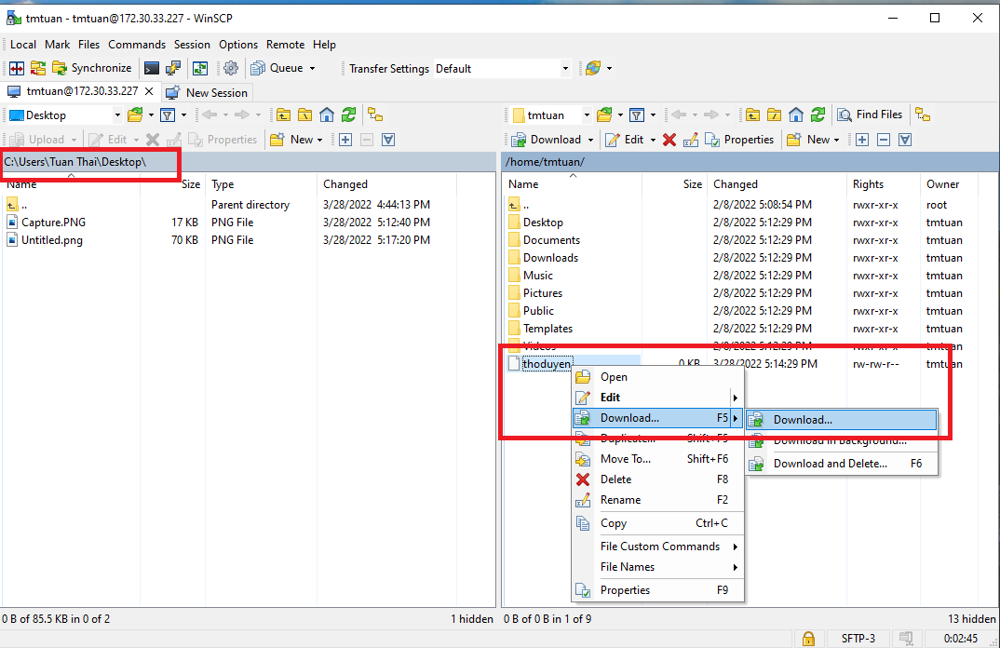 tmtuan - tmtuan@172.30.33.227 - WinSCP
Local Mark Files Commands Session Options Remote Help
Synchronize Queue Transfer Settings Default
tmtuan@172.30.33.227 New Session
Desktop
Upload Edit Properties New
C:\Users\Tuan Thai\Desktop\
Name Size Type Changed
.. Parent directory 3/28/2022 4:44:13 PM
Capture.PNG 17 KB PNG File 3/28/2022 5:12:40 PM
Untitled.png 70 KB PNG File 3/28/2022 5:17:20 PM
tmtuan Find Files
Download Edit Properties New
/home/tmtuan/
Name Size Changed Rights Owner
.. 2/8/2022 5:08:54 PM rwxr-xr-x root
Desktop 2/8/2022 5:12:29 PM rwxr-xr-x tmtuan
Documents 2/8/2022 5:12:29 PM rwxr-xr-x tmtuan
Downloads 2/8/2022 5:12:29 PM rwxr-xr-x tmtuan
Music 2/8/2022 5:12:29 PM rwxr-xr-x tmtuan
Pictures 2/8/2022 5:12:29 PM rwxr-xr-x tmtuan
Public 2/8/2022 5:12:29 PM rwxr-xr-x tmtuan
Templates 2/8/2022 5:12:29 PM rwxr-xr-x tmtuan
Videos 2/8/2022 5:12:29 PM rwxr-xr-x tmtuan
thoduyen 0 KB 3/28/2022 5:14:29 PM rw-rw-r-- tmtuan
Open
Edit
Download... F5
Duplicate... Shift+F5
Move To... Shift+F6
Delete F8
Rename F2
Copy Ctrl+C
File Custom Commands
File Names
Properties F9
Download...
Download in Background...
Download and Delete... F6
0 B of 85.5 KB in 0 of 2 1 hidden
0 B of 0 B in 1 of 9 13 hidden
SFTP-3 0:02:45